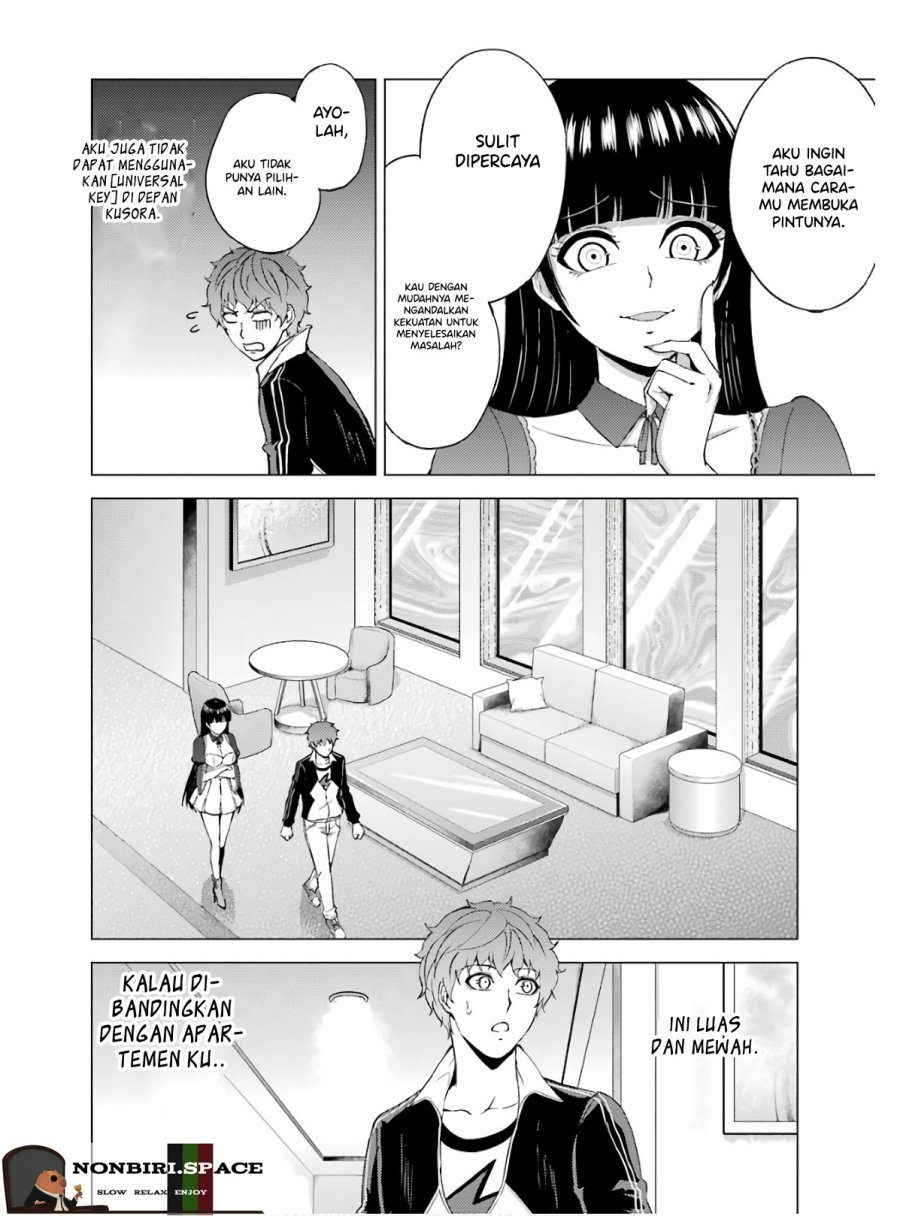 AKU INGIN
TAHU BAGAI-
MANA CARA-
MU MEMBUKA
PINTUNYA.
SULIT
DIPERCAYA
KAU DENGAN
MUDAHNYA ME-
NGANDALKAN
KEKUATAN UNTUK
MENYELESAIKAN
MASALAH?
AYO-
LAH,
AKU TIDAK
PUNYA PILIH-
AN LAIN.
AKU JUGA TIDAK
DAPAT MENGGUNA-
KAN [UNIVERSAL
KEY] DI DEPAN
KUSORA.
INI LUAS
DAN MEWAH.
KALAU DI-
BANDINGKAN
DENGAN APAR-
TEMEN KU..
NONBIRI.SPACE
SLOW RELAX ENJOY